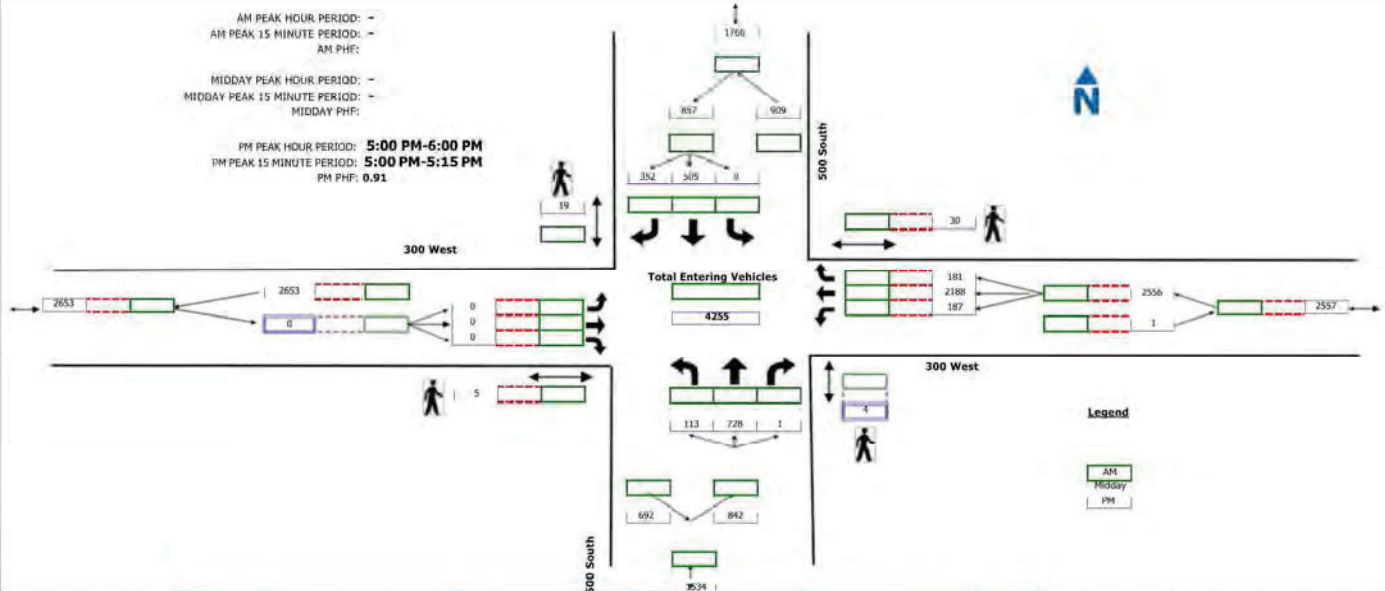 AM PEAK HOUR PERIOD: -
AM PEAK 15 MINUTE PERIOD: -
AM PHF:
MIDDAY PEAK HOUR PERIOD: -
MIDDAY PEAK 15 MINUTE PERIOD: -
MIDDAY PHF:
PM PEAK HOUR PERIOD: 5:00 PM-6:00 PM
PM PEAK 15 MINUTE PERIOD: 5:00 PM-5:15 PM
PM PHF: 0.91
1766
857 909
352 505 0
500 South
N
19
30
300 West
Total Entering Vehicles
4255
2653
2653
0
0
0
0
181
2188
187
2556
1
2557
300 West
5
4
113 728 1
692 842
1534
500 South
Legend
AM
Midday
PM